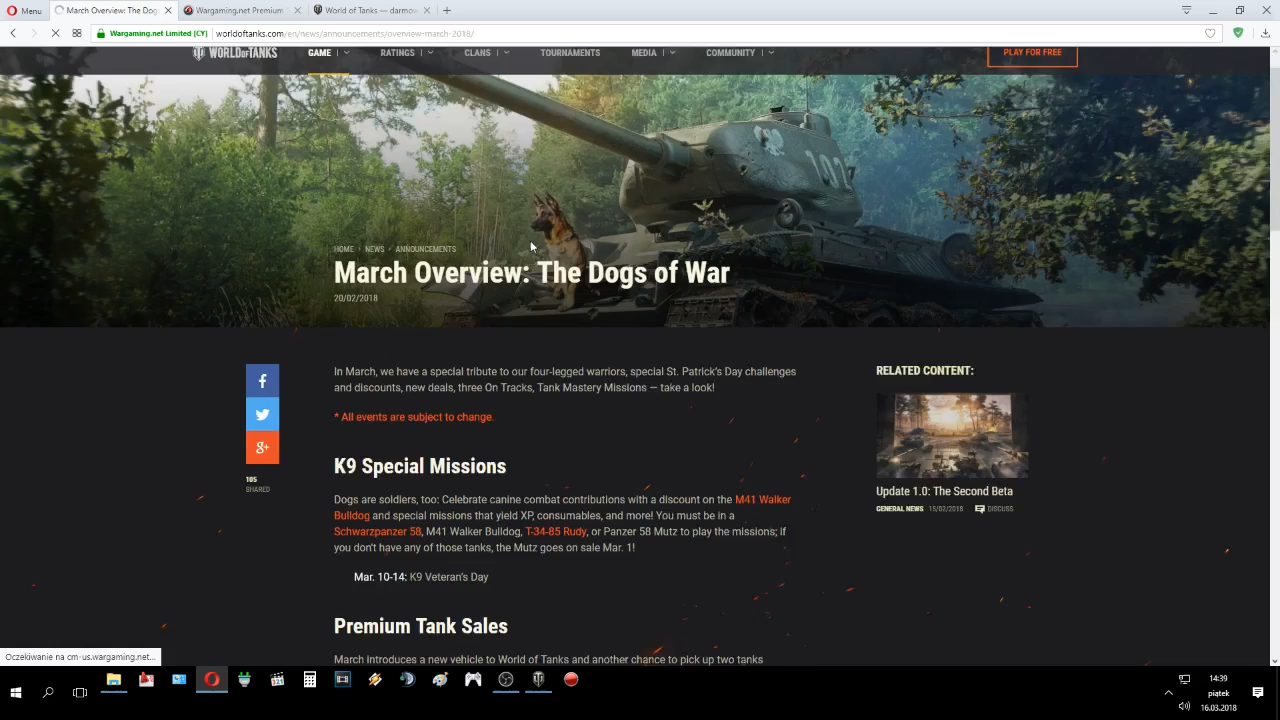 Menu
March Overview: The Dog
Wargaming.net Premium S
World of Tanks — darmow
Wargaming.net Limited [CY]
worldoftanks.com/en/news/announcements/overview-march-2018/
WORLD OF TANKS
GAME
RATINGS
CLANS
TOURNAMENTS
MEDIA
COMMUNITY
PLAY FOR FREE
102
HOME
NEWS
ANNOUNCEMENTS
March Overview: The Dogs of War
20/02/2018
f
g+
105
SHARED
In March, we have a special tribute to our four-legged warriors, special St. Patrick's Day challenges
and discounts, new deals, three On Tracks, Tank Mastery Missions — take a look!
* All events are subject to change.
K9 Special Missions
Dogs are soldiers, too: Celebrate canine combat contributions with a discount on the M41 Walker
Bulldog and special missions that yield XP, consumables, and more! You must be in a
Schwarzpanzer 58, M41 Walker Bulldog, T-34-85 Rudy, or Panzer 58 Mutz to play the missions; if
you don't have any of those tanks, the Mutz goes on sale Mar. 1!
Mar. 10-14: K9 Veteran's Day
Premium Tank Sales
March introduces a new vehicle to World of Tanks and another chance to pick up two tanks
RELATED CONTENT:
Update 1.0: The Second Beta
GENERAL NEWS 15/02/2018 DISCUSS
Oczekiwanie na cm-us.wargaming.net...
14:39
piątek
16.03.2018